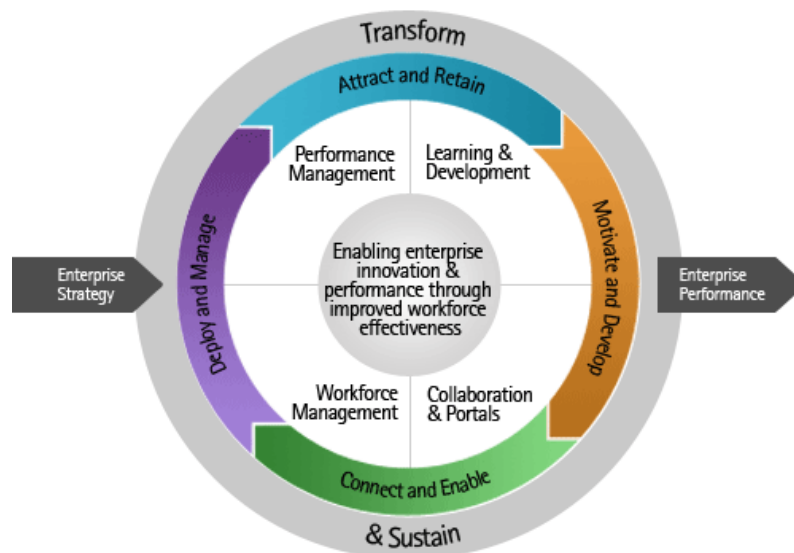 Transform
Attract and Retain
Performance
Management
Learning &
Development
Motivate and Develop
Deploy and Manage
Enterprise
Strategy
Enabling enterprise
innovation &
performance through
improved workforce
effectiveness
Enterprise
Performance
Workforce
Management
Collaboration
& Portals
Connect and Enable
& Sustain